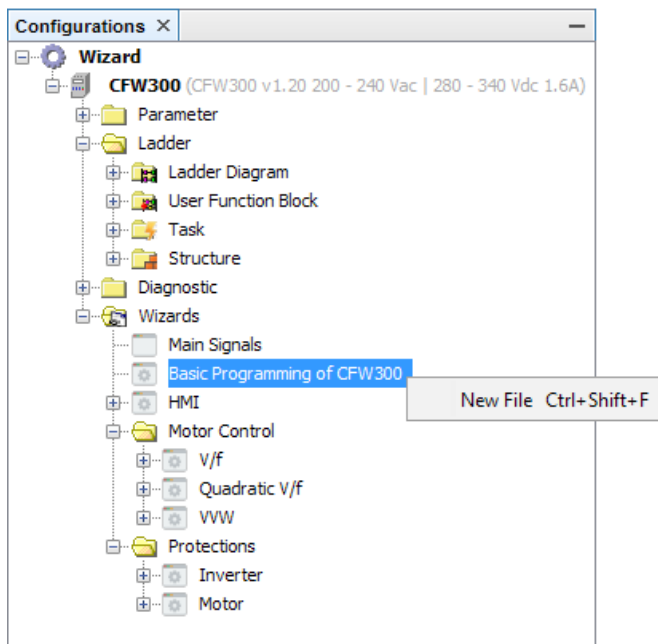 Configurations ×
Wizard
CFW300 (CFW300 v1.20 200 - 240 Vac | 280 - 340 Vdc 1.6A)
Parameter
Ladder
Ladder Diagram
User Function Block
Task
Structure
Diagnostic
Wizards
Main Signals
Basic Programming of CFW300
New File Ctrl+Shift+F
HMI
Motor Control
V/f
Quadratic V/f
VVW
Protections
Inverter
Motor